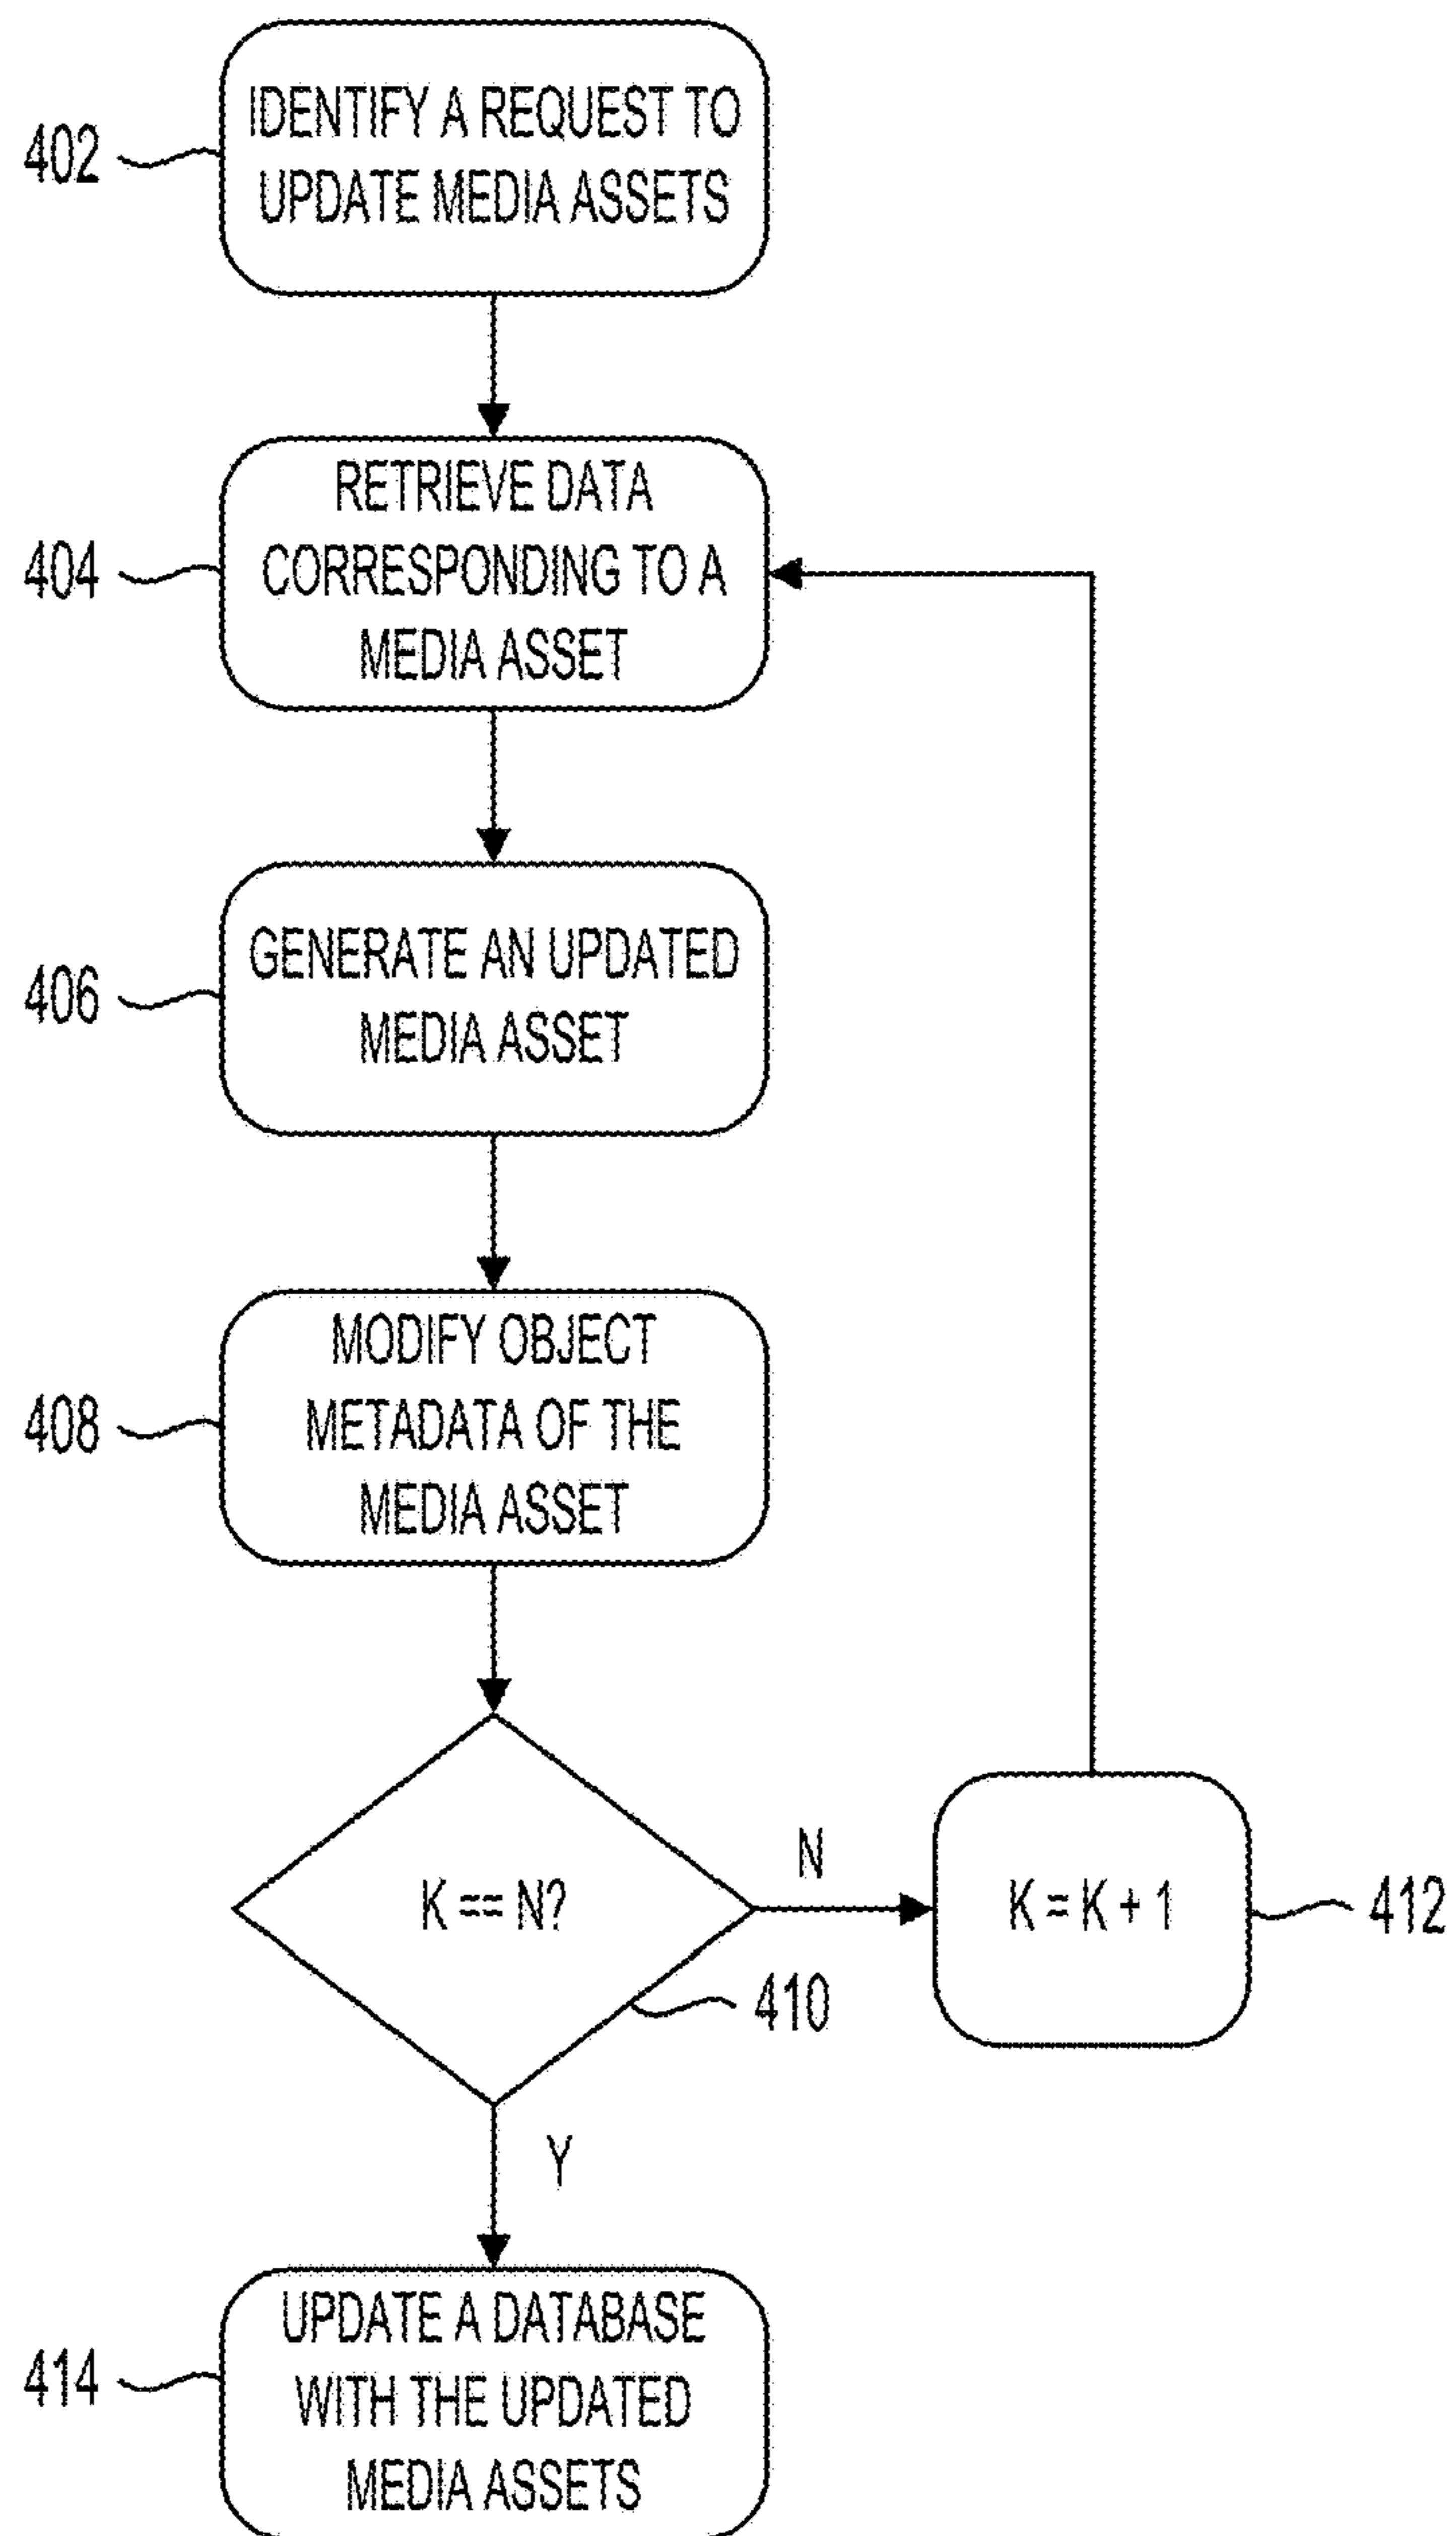 402
IDENTIFY A REQUEST TO
UPDATE MEDIA ASSETS
404
RETRIEVE DATA
CORRESPONDING TO A
MEDIA ASSET
406
GENERATE AN UPDATED
MEDIA ASSET
408
MODIFY OBJECT
METADATA OF THE
MEDIA ASSET
K == N?
N
410
K = K + 1
412
Y
414
UPDATE A DATABASE
WITH THE UPDATED
MEDIA ASSETS